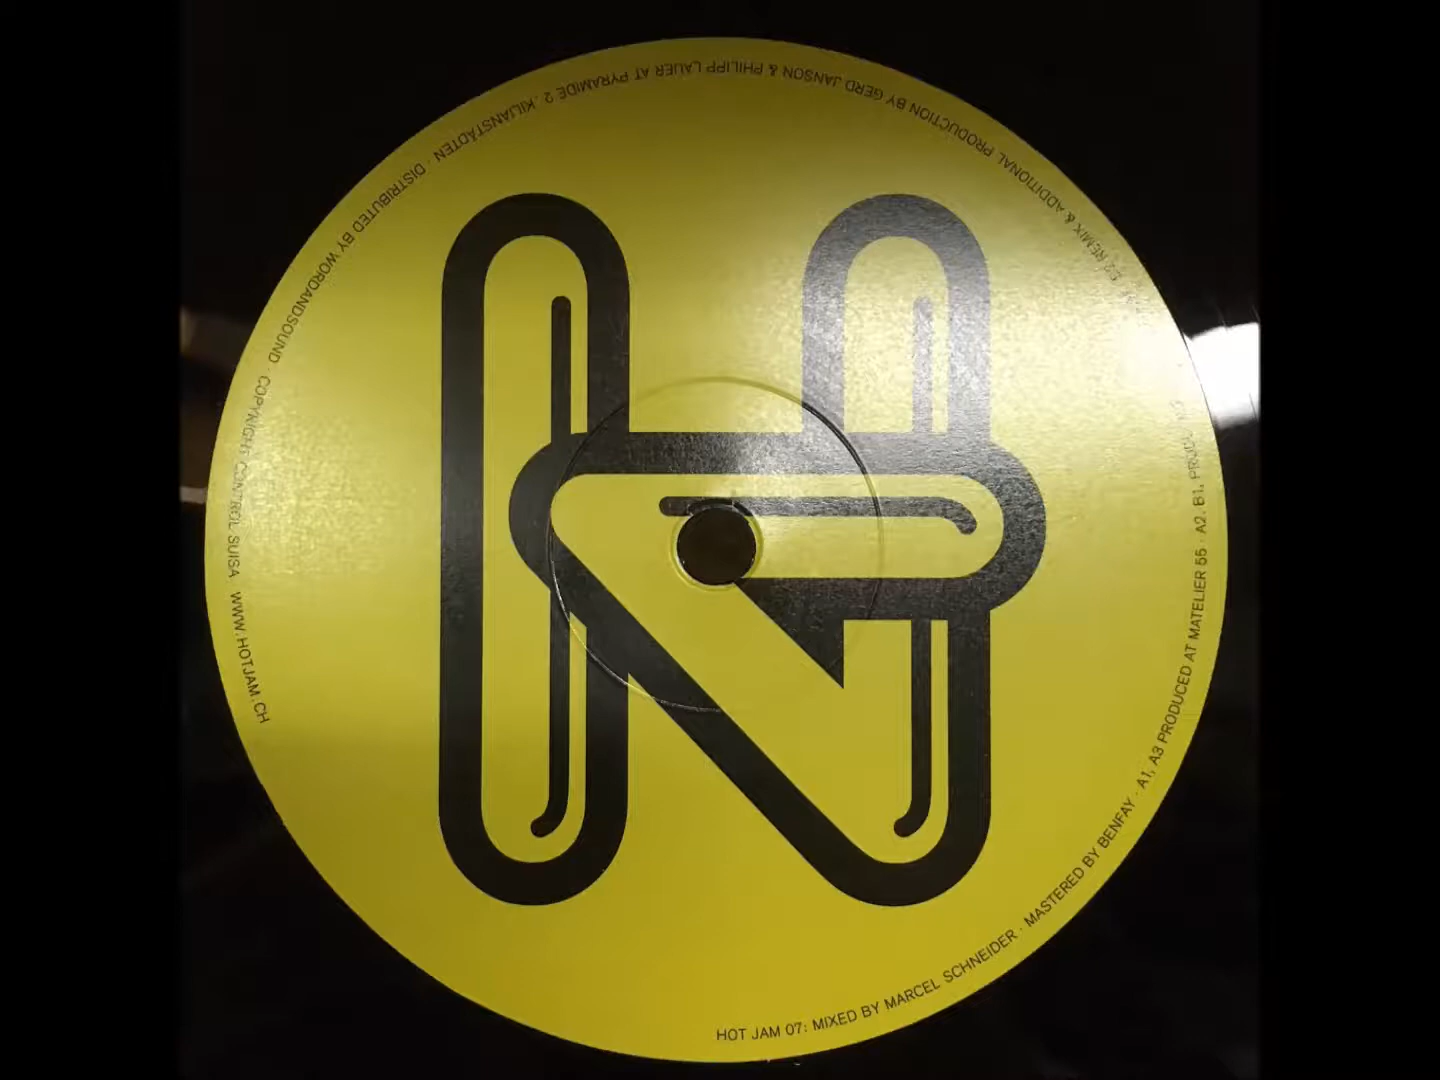 HOT JAM 07: MIXED BY MARCEL SCHNEIDER · MASTERED BY BENFAY · A1, A3 PRODUCED AT MATELIER 55 · A2, B1, REMIX & ADDITIONAL PRODUCTION BY GERD JANSON & PHILIPP LAUER AT PYRAMIDE 2, KILIANSTÄDTEN · DISTRIBUTED BY WORDANDSOUND · COPYRIGHT CONTROL SUISA WWW.HOTJAM.CH